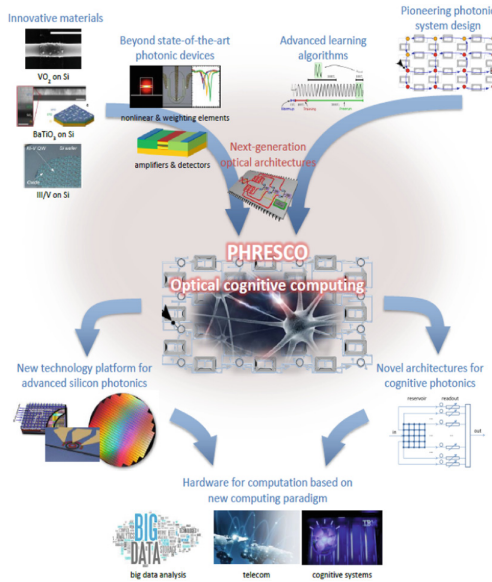 Innovative materials
VO2 on Si
BaTiO3 on Si
III/V on Si
Beyond state-of-the-art
photonic devices
nonlinear & weighting elements
amplifiers & detectors
Advanced learning
algorithms
Pioneering photonic
system design
Next-generation
optical architectures
PHRESCO
Optical cognitive computing
New technology platform for
advanced silicon photonics
Novel architectures for
cognitive photonics
reservoir readout
in
out
Hardware for computation based on
new computing paradigm
BIG
DATA
big data analysis
telecom
cognitive systems